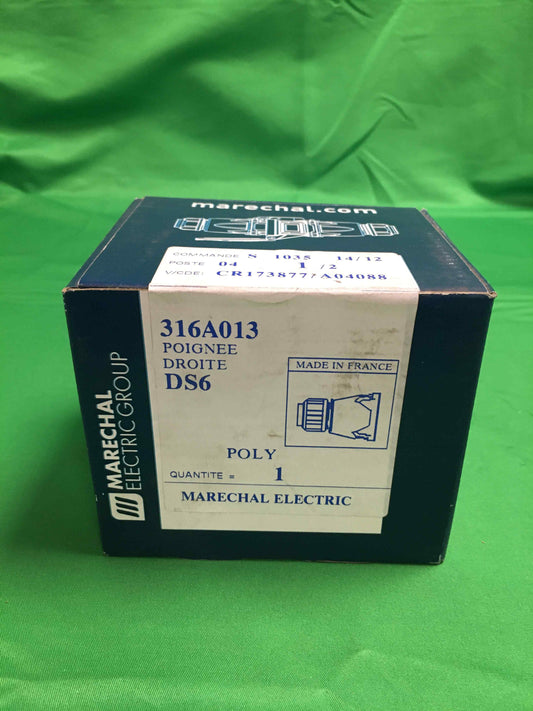 marechal.com
COMMANDE S 1035 14/12
POSTE 04 1 /2
V/CDE: CR173877/A04088
316A013
POIGNEE
DROITE
DS6
MADE IN FRANCE
POLY
QUANTITE = 1
MARECHAL ELECTRIC
MARECHAL
ELECTRIC GROUP